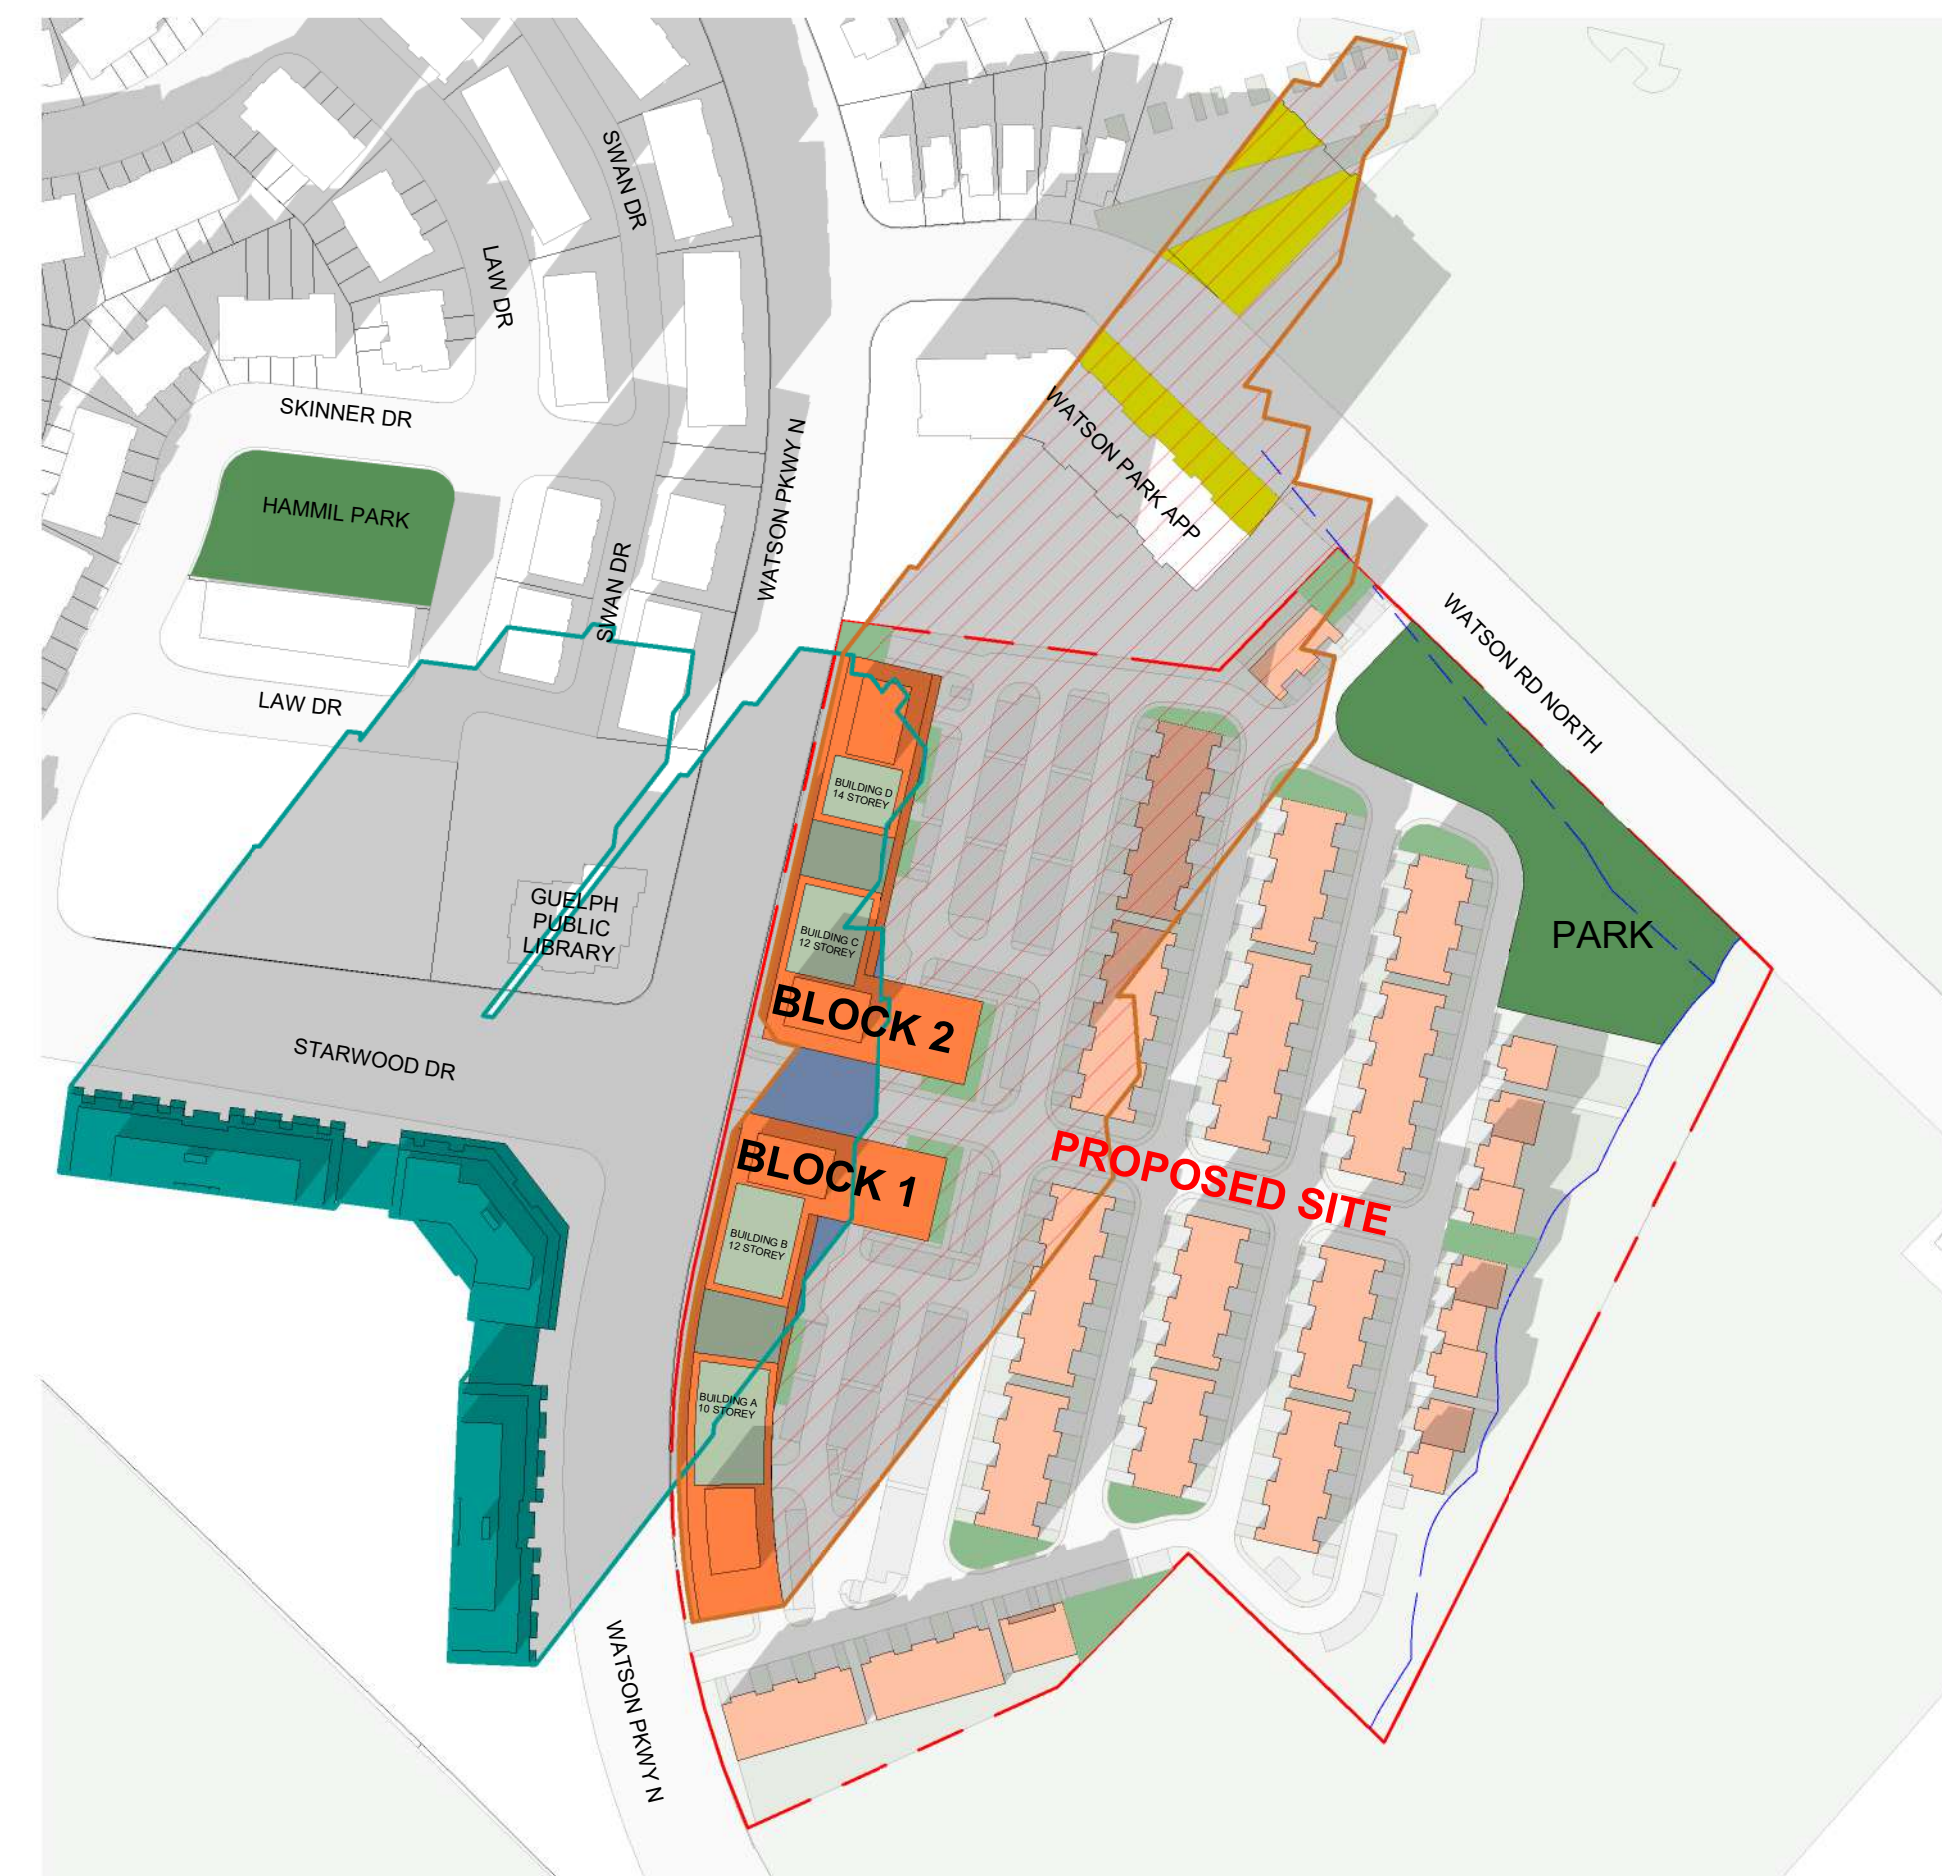 SWAN DR
LAW DR
SKINNER DR
HAMMIL PARK
WATSON PKWY N
WATSON PARK APP
SWAN DR
LAW DR
WATSON RD NORTH
BUILDING D
14 STOREY
GUELPH
PUBLIC
LIBRARY
BUILDING C
12 STOREY
PARK
BLOCK 2
STARWOOD DR
BLOCK 1
PROPOSED SITE
BUILDING B
12 STOREY
BUILDING A
10 STOREY
WATSON PKWY N